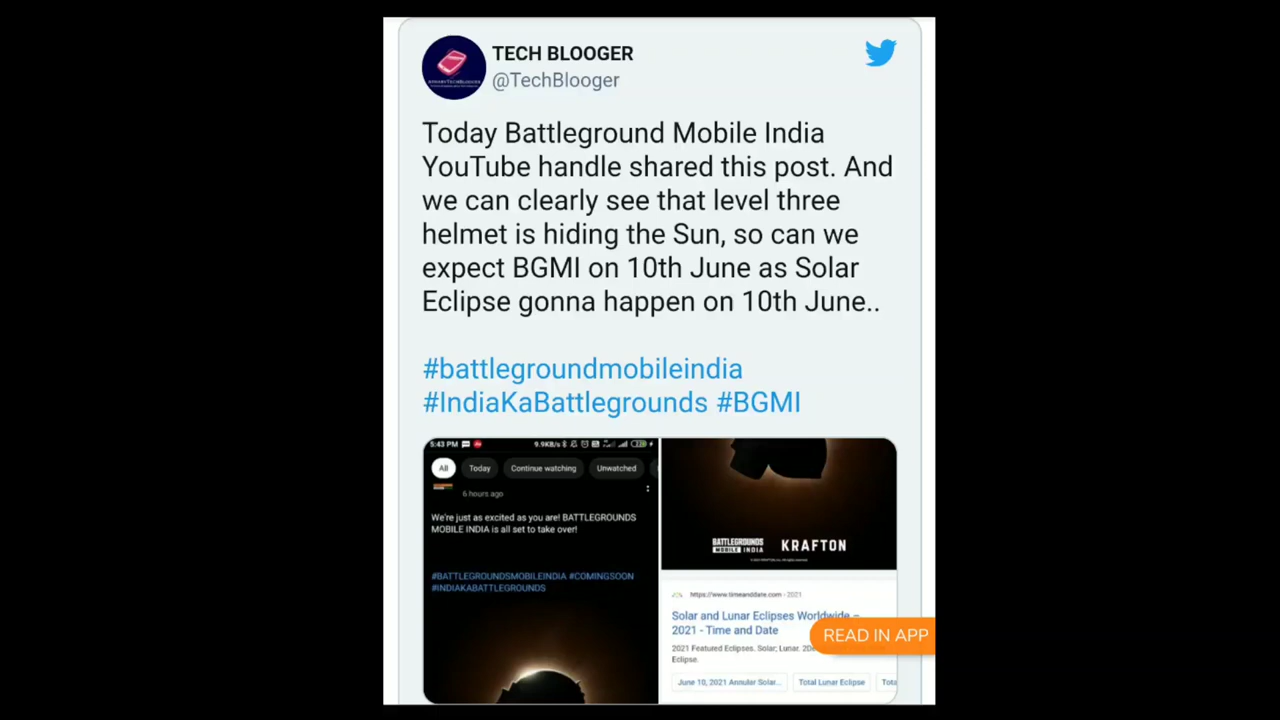 TECH BLOOGER
@TechBlooger
Today Battleground Mobile India
YouTube handle shared this post. And
we can clearly see that level three
helmet is hiding the Sun, so can we
expect BGMI on 10th June as Solar
Eclipse gonna happen on 10th June..
#battlegroundmobileindia
#IndiaKaBattlegrounds #BGMI
5:43 PM
9.9KB/s
All Today Continue watching Unwatched
6 hours ago
We're just as excited as you are! BATTLEGROUNDS
MOBILE INDIA is all set to take over!
#BATTLEGROUNDSMOBILEINDIA #COMINGSOON
#INDIAKABATTLEGROUNDS
BATTLEGROUNDS
MOBILE INDIA
KRAFTON
https://www.timeanddate.com › 2021
Solar and Lunar Eclipses Worldwide –
2021 - Time and Date
2021 Featured Eclipses. Solar; Lunar.
Eclipse.
June 10, 2021 Annular Solar... Total Lunar Eclipse Tota
READ IN APP